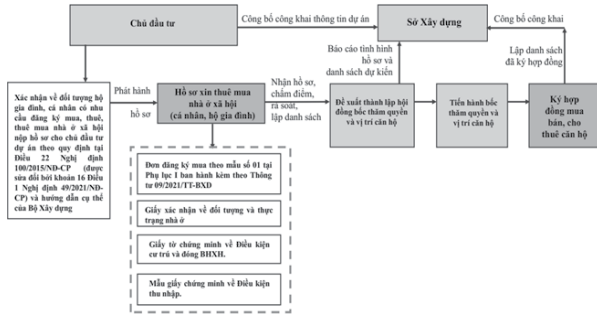 Chủ đầu tư
Công bố công khai thông tin dự án
Sở Xây dựng
Công bố công khai
Báo cáo tình hình
hồ sơ và
danh sách dự kiến
Lập danh sách
đã ký hợp đồng
Xác nhận về đối tượng hộ
gia đình, cá nhân có nhu
cầu đăng ký mua, thuê,
thuê mua nhà ở xã hội
nộp hồ sơ cho chủ đầu tư
dự án theo quy định tại
Điều 22 Nghị định
100/2015/NĐ-CP (được
sửa đổi bởi khoản 16 Điều
1 Nghị định 49/2021/NĐ-
CP) và hướng dẫn cụ thể
của Bộ Xây dựng
Phát hành
hồ sơ
Hồ sơ xin thuê mua
nhà ở xã hội
(cá nhân, hộ gia đình)
Nhận hồ sơ,
chấm điểm,
rà soát,
lập danh sách
Đề xuất thành lập hội
đồng bốc thăm quyền
và vị trí căn hộ
Tiến hành bốc
thăm quyền và
vị trí căn hộ
Ký hợp
đồng mua
bán, cho
thuê căn hộ
Đơn đăng ký mua theo mẫu số 01 tại
Phụ lục I ban hành kèm theo Thông
tư 09/2021/TT-BXD
Giấy xác nhận về đối tượng và thực
trạng nhà ở
Giấy tờ chứng minh về Điều kiện
cư trú và đóng BHXH.
Mẫu giấy chứng minh về Điều kiện
thu nhập.